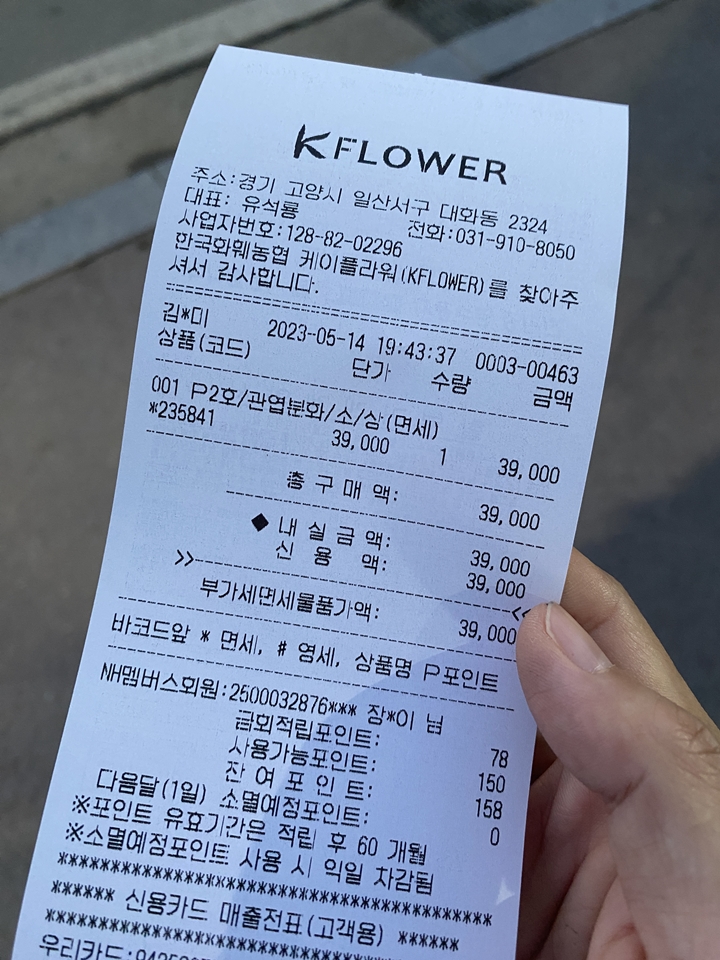 KFLOWER
주소:경기 고양시 일산서구 대화동 2324
대표: 유석룡 전화:031-910-8050
사업자번호:128-82-02296
한국화훼농협 케이플라워(KFLOWER)를 찾아주
셔서 감사합니다.
김*미 2023-05-14 19:43:37 0003-00463
상품(코드) 단가 수량 금액
001 P2호/관엽분화/소/상(면세)
*235841 39,000 1 39,000
총 구 매 액: 39,000
◆ 내 실 금 액: 39,000
신 용 액: 39,000
>>------------------------------<<
부가세면세물품가액: 39,000
바코드앞 * 면세, # 영세, 상품명 P포인트
NH멤버스회원:2500032876*** 장*이 님
금회적립포인트: 78
사용가능포인트: 150
잔 여 포 인 트: 158
다음달(1일) 소멸예정포인트: 0
※포인트 유효기간은 적립 후 60 개월
※소멸예정포인트 사용 시 익일 차감됨
******************************************
****** 신용카드 매출전표(고객용) ******
******************************************
우리카드: